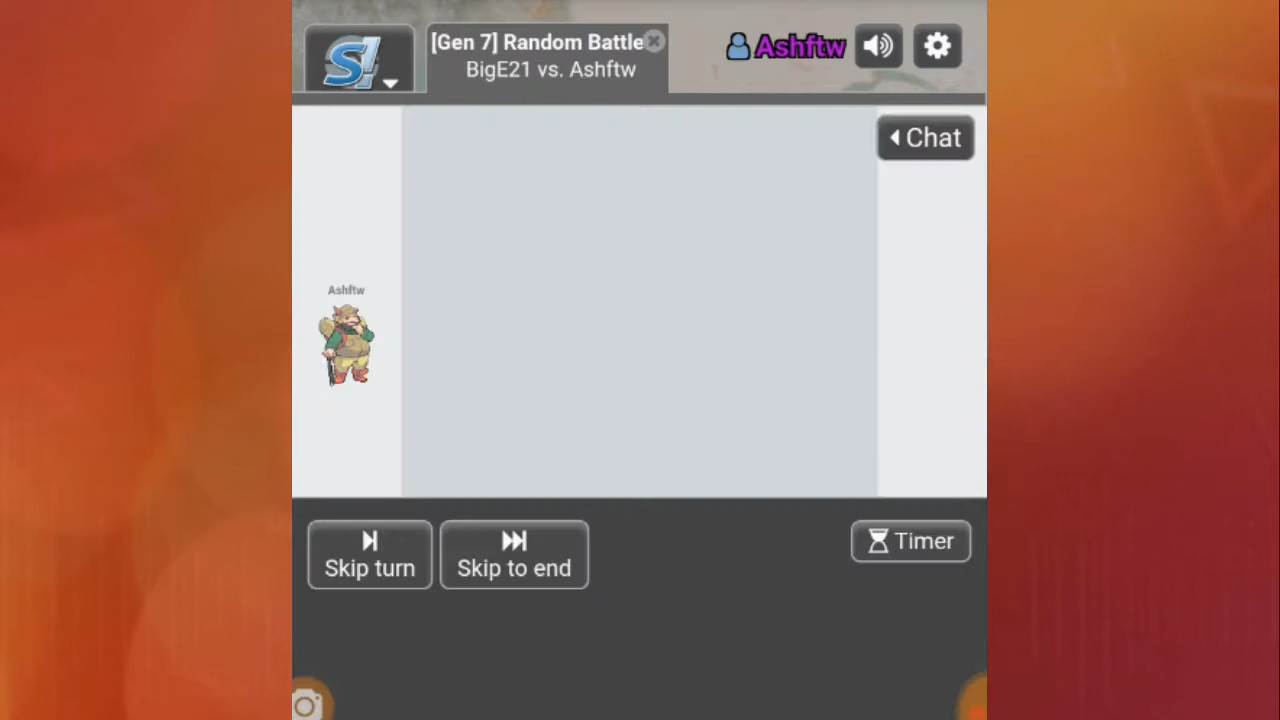 S!
[Gen 7] Random Battle
BigE21 vs. Ashftw
Ashftw
Chat
Ashftw
Skip turn
Skip to end
Timer